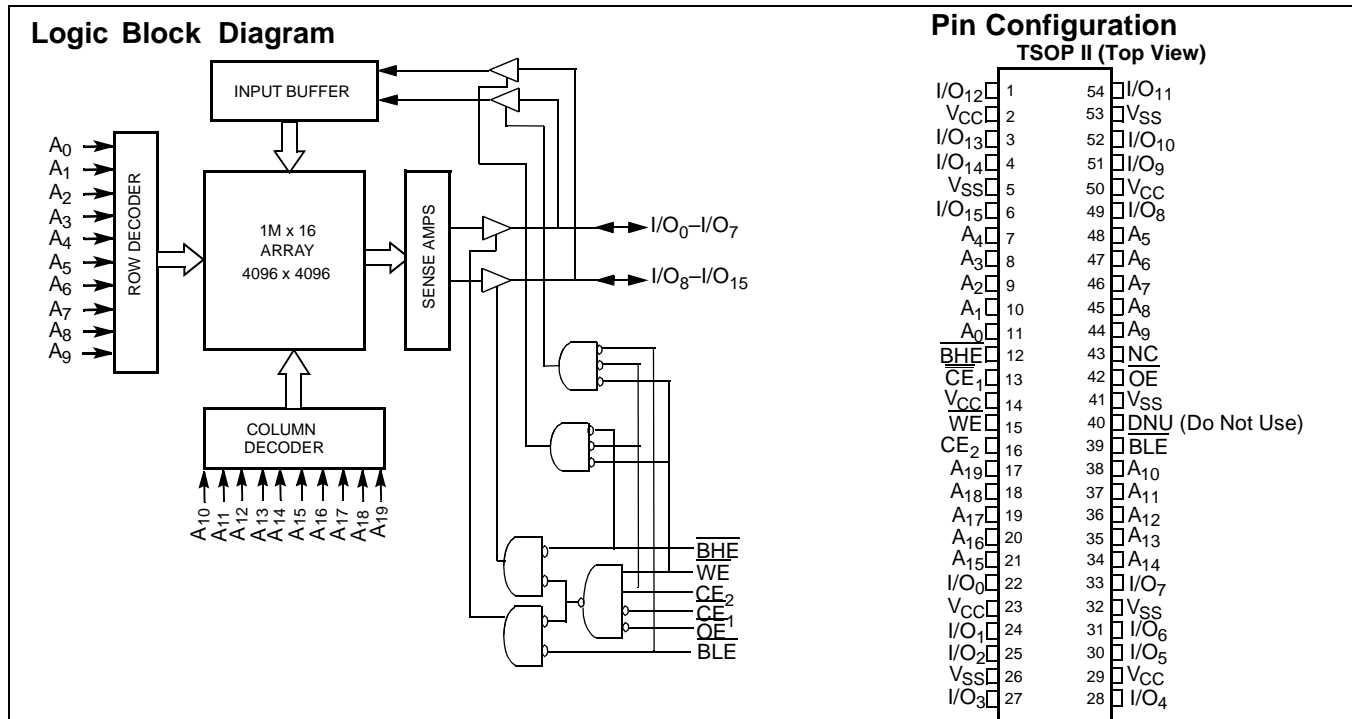 Logic Block Diagram
INPUT BUFFER
A0
A1
A2
A3
A4
A5
A6
A7
A8
A9
ROW DECODER
1M x 16
ARRAY
4096 x 4096
SENSE AMPS
I/O0–I/O7
I/O8–I/O15
COLUMN
DECODER
A10
A11
A12
A13
A14
A15
A16
A17
A18
A19
BHE
WE
CE2
CE1
OE
BLE
Pin Configuration
TSOP II (Top View)
I/O12 1 54 I/O11
VCC 2 53 VSS
I/O13 3 52 I/O10
I/O14 4 51 I/O9
VSS 5 50 VCC
I/O15 6 49 I/O8
A4 7 48 A5
A3 8 47 A6
A2 9 46 A7
A1 10 45 A8
A0 11 44 A9
BHE 12 43 NC
CE1 13 42 OE
VCC 14 41 VSS
WE 15 40 DNU (Do Not Use)
CE2 16 39 BLE
A19 17 38 A10
A18 18 37 A11
A17 19 36 A12
A16 20 35 A13
A15 21 34 A14
I/O0 22 33 I/O7
VCC 23 32 VSS
I/O1 24 31 I/O6
I/O2 25 30 I/O5
VSS 26 29 VCC
I/O3 27 28 I/O4